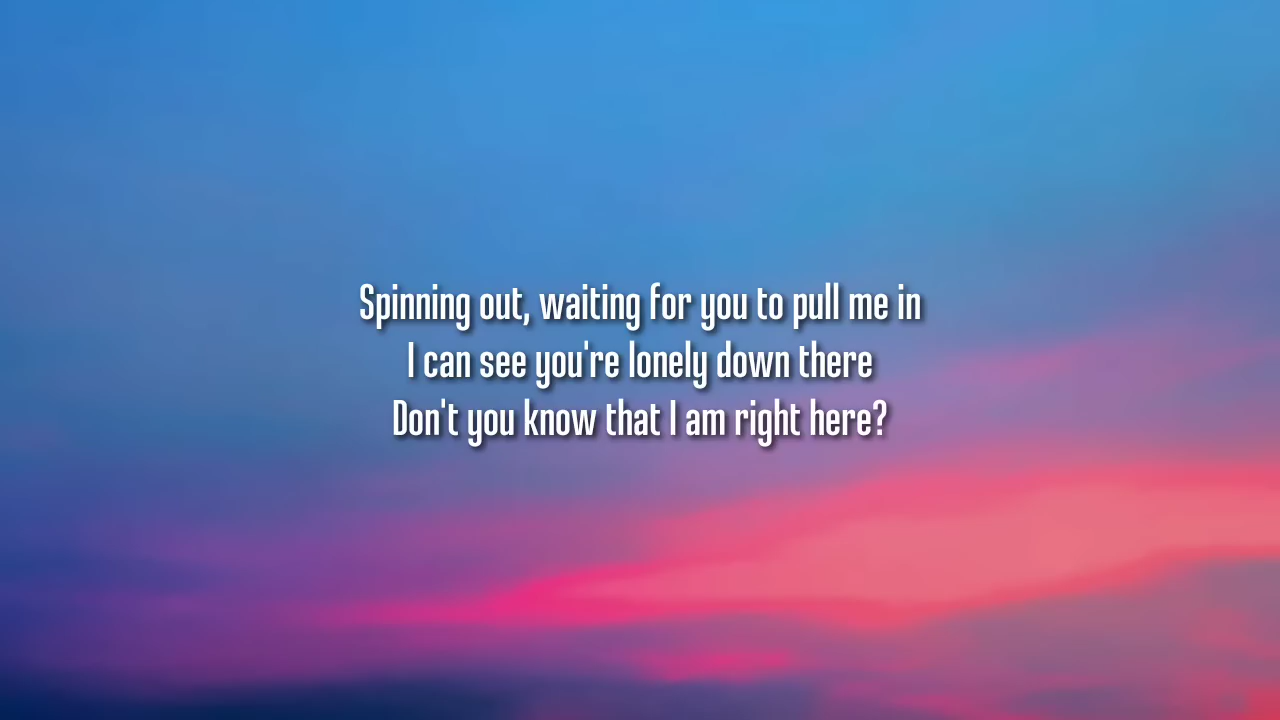 Spinning out, waiting for you to pull me in
I can see you're lonely down there
Don't you know that I am right here?